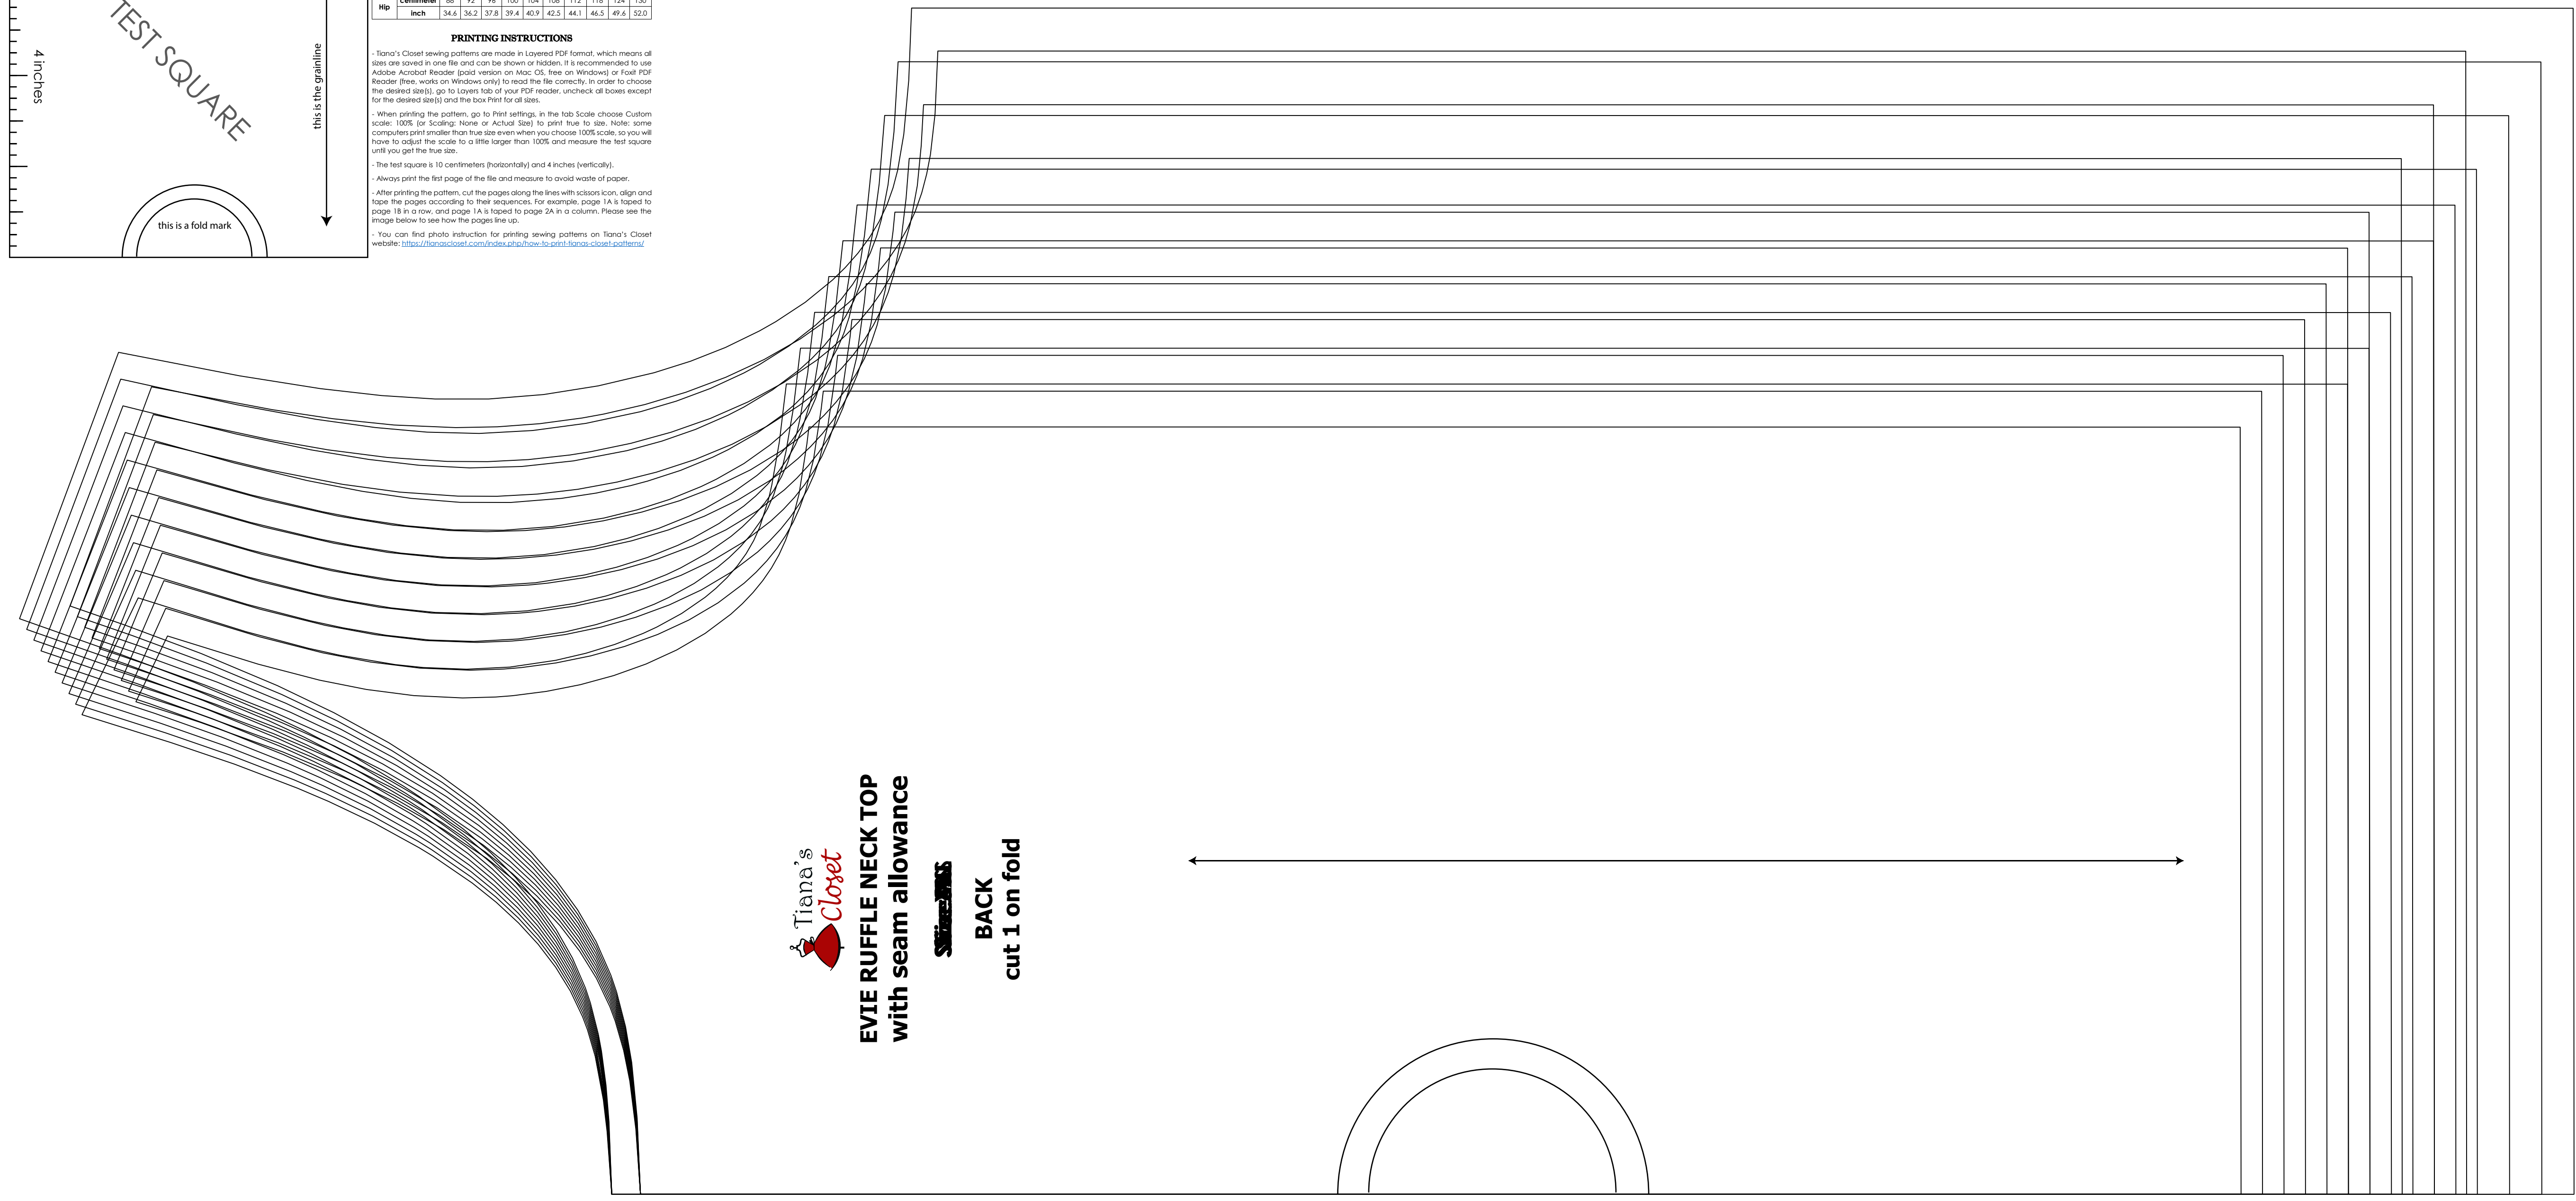 TEST SQUARE
4 inches
this is the grainline
this is a fold mark
Hip
centimeter 88 92 96 100 104 108 112 118 124 130
inch 34.6 36.2 37.8 39.4 40.9 42.5 44.1 46.5 49.6 52.0
PRINTING INSTRUCTIONS
- Tiana's Closet sewing patterns are made in Layered PDF format, which means all
sizes are saved in one file and can be shown or hidden. It is recommended to use
Adobe Acrobat Reader (paid version on Mac OS, free on Windows) or Foxit PDF
Reader (free, works on Windows only) to read the file correctly. In order to choose
the desired size(s), go to Layers tab of your PDF reader, uncheck all boxes except
for the desired size(s) and the box Print for all sizes.
- When printing the pattern, go to Print settings, in the tab Scale choose Custom
scale: 100% (or Scaling: None or Actual Size) to print true to size. Note: some
computers print smaller than true size even when you choose 100% scale, so you will
have to adjust the scale to a little larger than 100% and measure the test square
until you get the true size.
- The test square is 10 centimeters (horizontally) and 4 inches (vertically).
- Always print the first page of the file and measure to avoid waste of paper.
- After printing the pattern, cut the pages along the lines with scissors icon, align and
tape the pages according to their sequences. For example, page 1A is taped to
page 1B in a row, and page 1A is taped to page 2A in a column. Please see the
image below to see how the pages line up.
- You can find photo instruction for printing sewing patterns on Tiana's Closet
website: https://tianascloset.com/index.php/how-to-print-tianas-closet-patterns/
Tiana's
Closet
EVIE RUFFLE NECK TOP
with seam allowance
BACK
cut 1 on fold